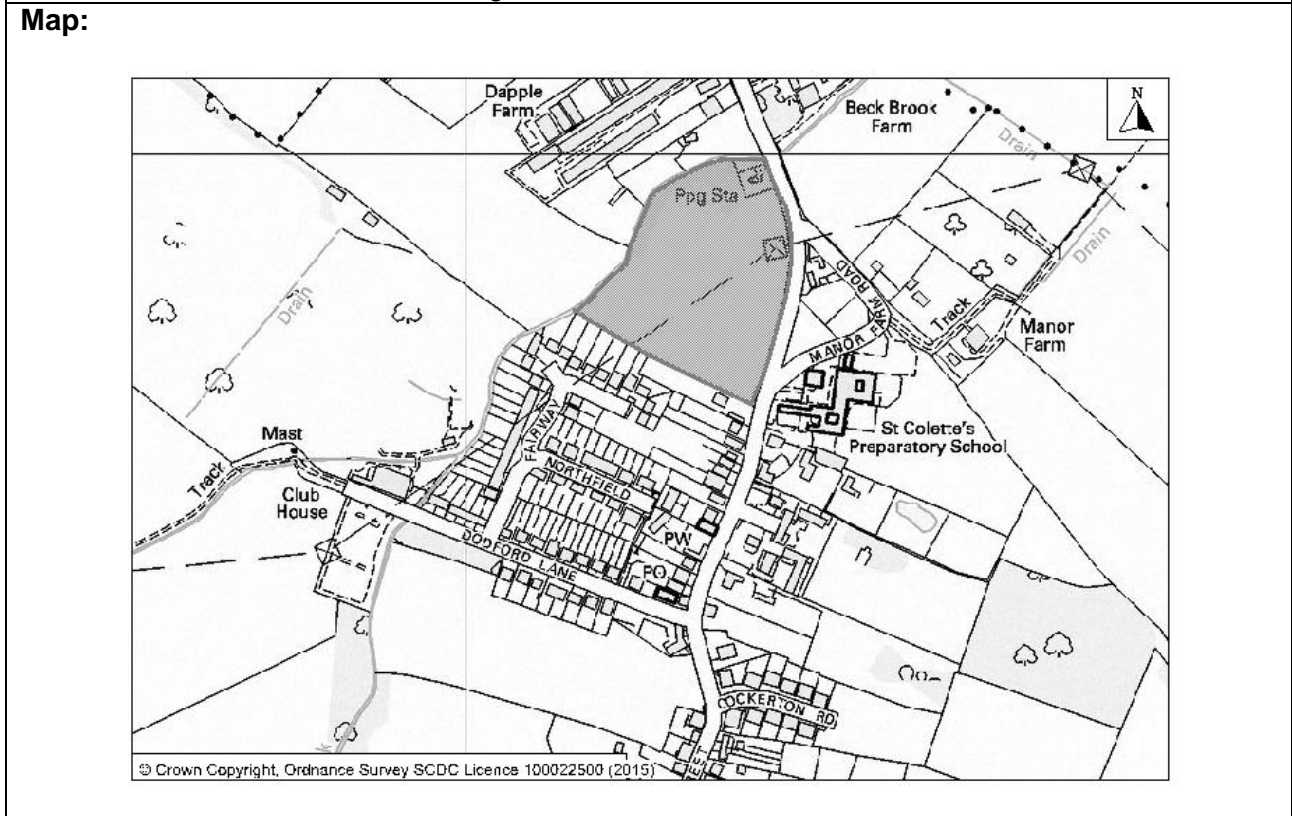 Map:
Dapple
Farm
Beck Brook
Farm
N
Drain
Ppg Sta
Drain
Drain
MANOR FARM ROAD
Track
Manor
Farm
St Colette's
Preparatory School
Mast
Track
Club
House
FAIRWAY
NORTHFIELD
PW
PO
DODFORD LANE
COCKERTON RD
© Crown Copyright, Ordnance Survey SCDC Licence 100022500 (2015)